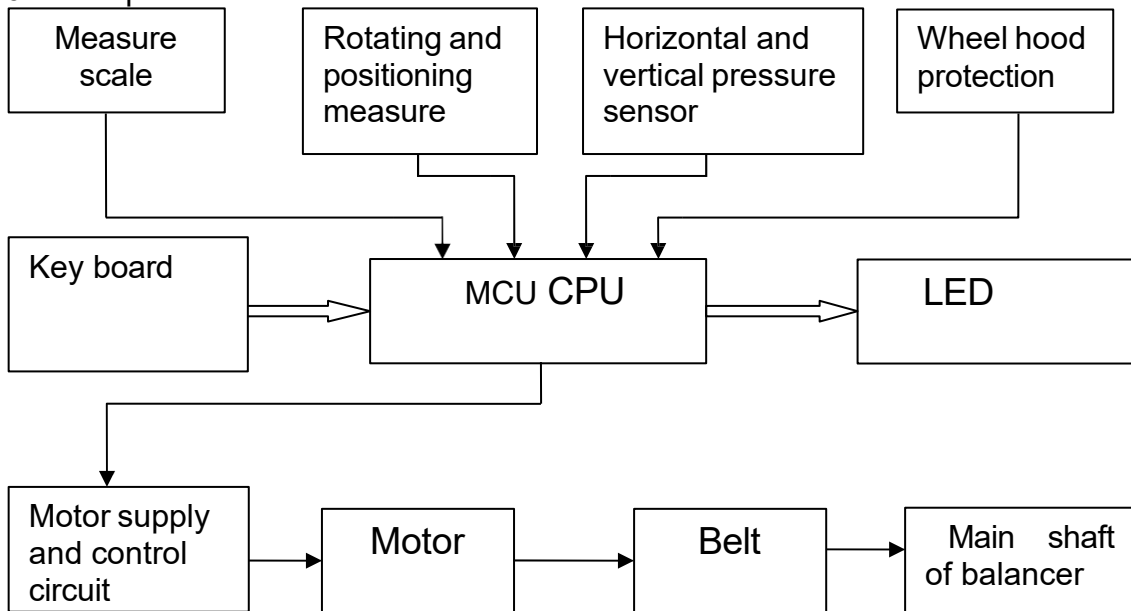 Measure
scale
Rotating and
positioning
measure
Horizontal and
vertical pressure
sensor
Wheel hood
protection
Key board
MCU CPU
LED
Motor supply
and control
circuit
Motor
Belt
Main shaft
of balancer